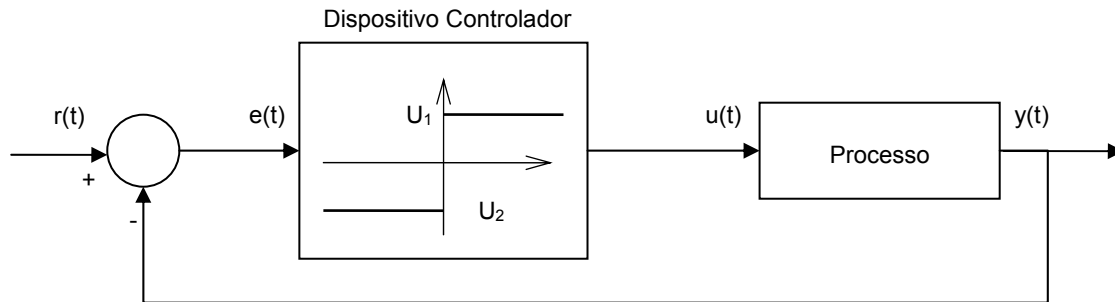 Dispositivo Controlador
r(t)
+
-
e(t)
U₁
U₂
u(t)
Processo
y(t)